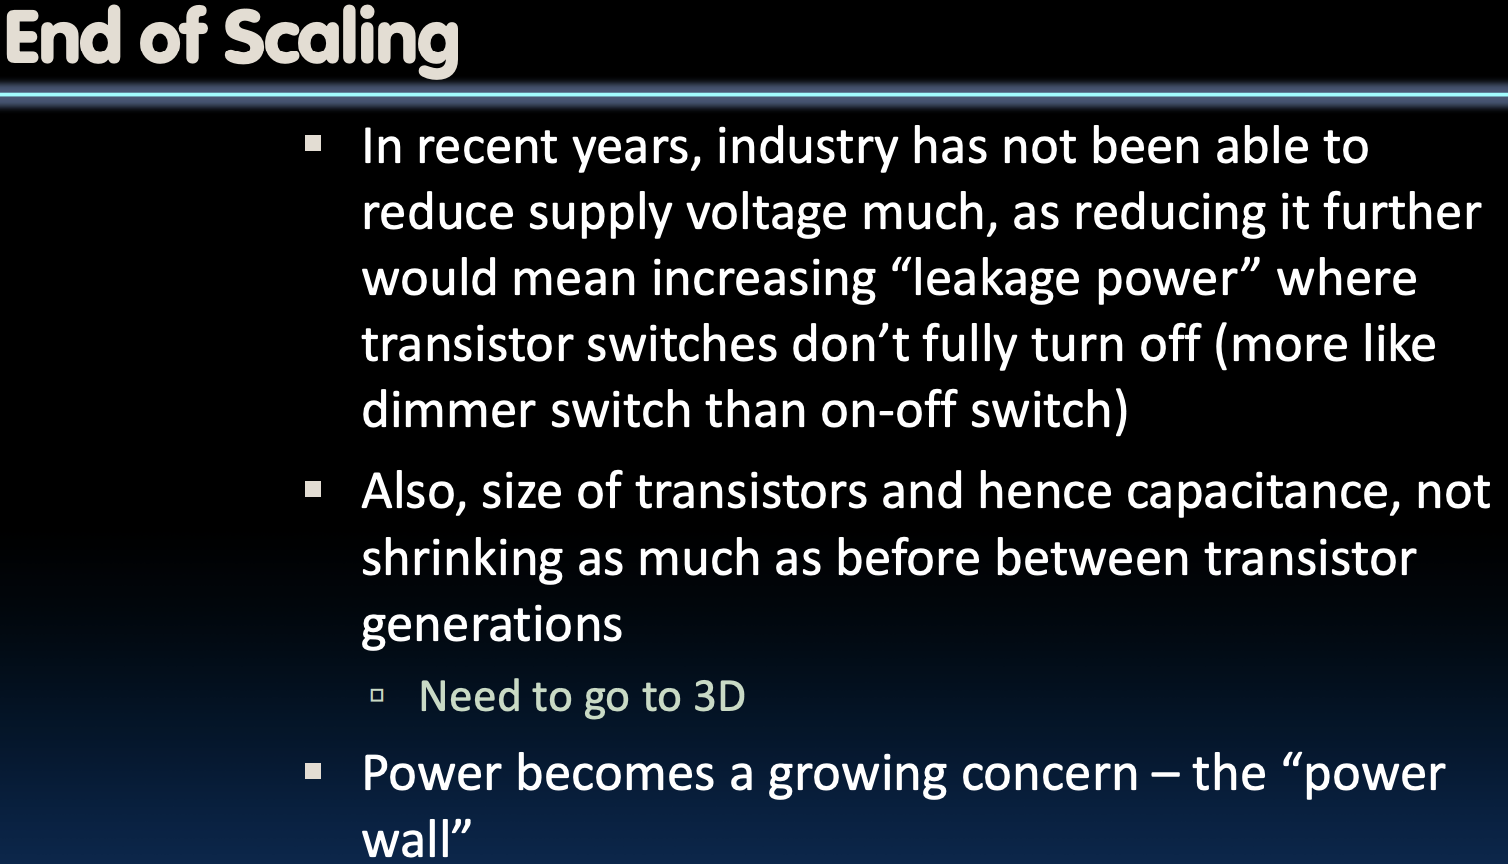 End of Scaling
In recent years, industry has not been able to
reduce supply voltage much, as reducing it further
would mean increasing “leakage power” where
transistor switches don’t fully turn off (more like
dimmer switch than on-off switch)
Also, size of transistors and hence capacitance, not
shrinking as much as before between transistor
generations
Need to go to 3D
Power becomes a growing concern – the “power
wall”